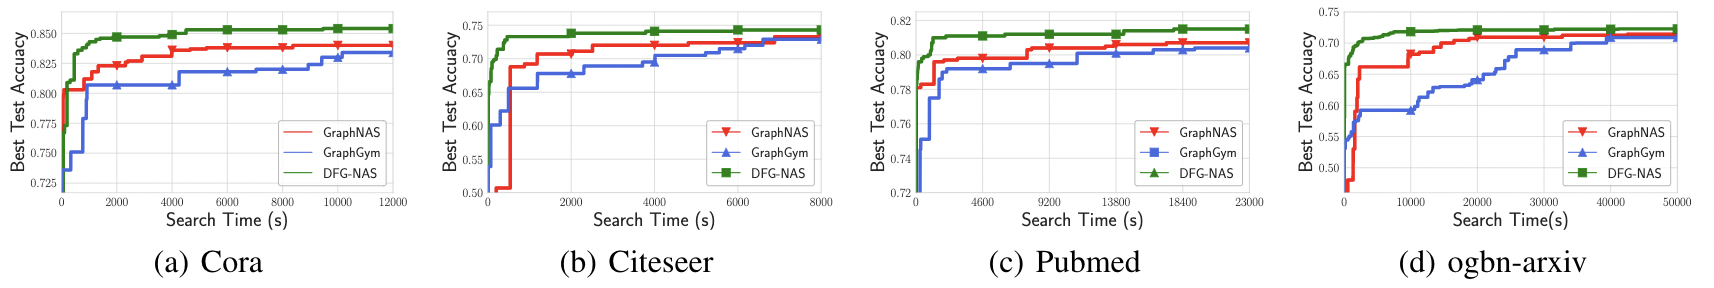 Best Test Accuacy
0.850
0.825
0.800
0.775
0.750
0.725
GraphNAS
GraphGym
DFG-NAS
0 2000 4000 6000 8000 10000 12000
Search Time (s)
(a) Cora
Best Test Accuacy
0.75
0.70
0.65
0.60
0.55
0.50
GraphNAS
GraphGym
DFG-NAS
0 2000 4000 6000 8000
Search Time (s)
(b) Citeseer
Best Test Accuacy
0.82
0.80
0.78
0.76
0.74
0.72
GraphNAS
GraphGym
DFG-NAS
0 4600 9200 13800 18400 23000
Search Time (s)
(c) Pubmed
Best Test Accuacy
0.75
0.70
0.65
0.60
0.55
0.50
GraphNAS
GraphGym
DFG-NAS
0 10000 20000 30000 40000 50000
Search Time(s)
(d) ogbn-arxiv